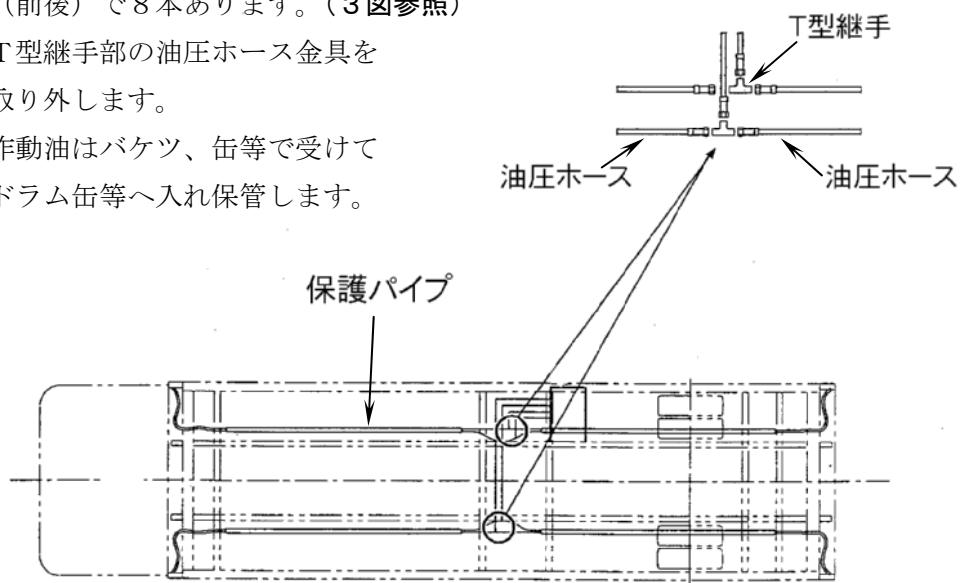 （前後）で８本あります。（３図参照）
Ｔ型継手部の油圧ホース金具を
取り外します。
作動油はバケツ、缶等で受けて
ドラム缶等へ入れ保管します。
T型継手
油圧ホース
油圧ホース
保護パイプ